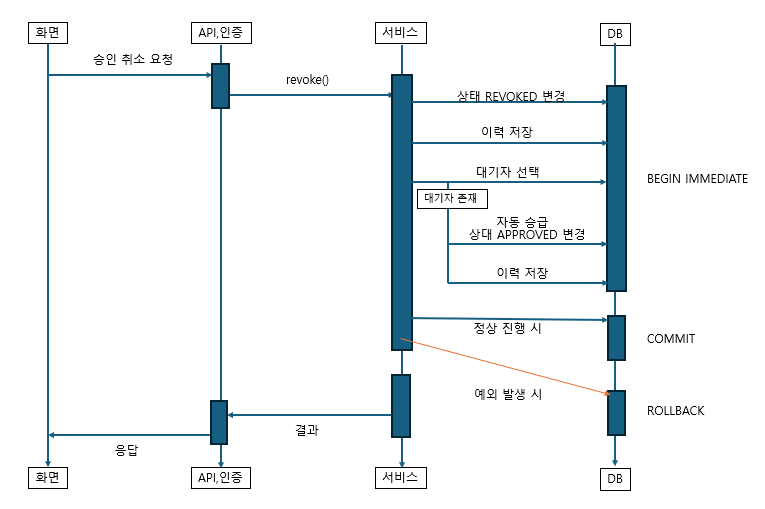 화면
API,인증
서비스
DB
승인 취소 요청
revoke()
상태 REVOKED 변경
이력 저장
대기자 선택
BEGIN IMMEDIATE
대기자 존재
자동 승급
상대 APPROVED 변경
이력 저장
정상 진행 시
COMMIT
예외 발생 시
ROLLBACK
결과
응답
화면
API,인증
서비스
DB